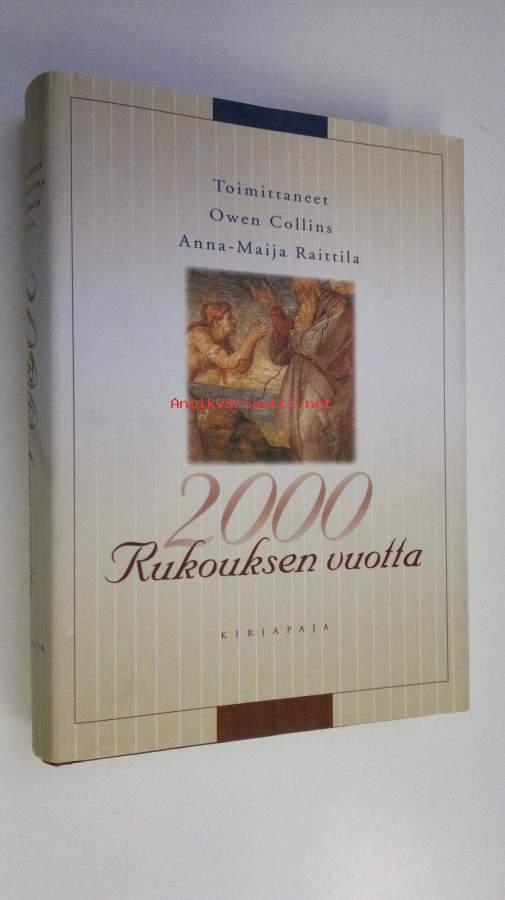 Toimittaneet
Owen Collins
Anna-Maija Raittila
Antikvariaatti.net
2000
Rukouksen vuotta
KIRJAPAJA